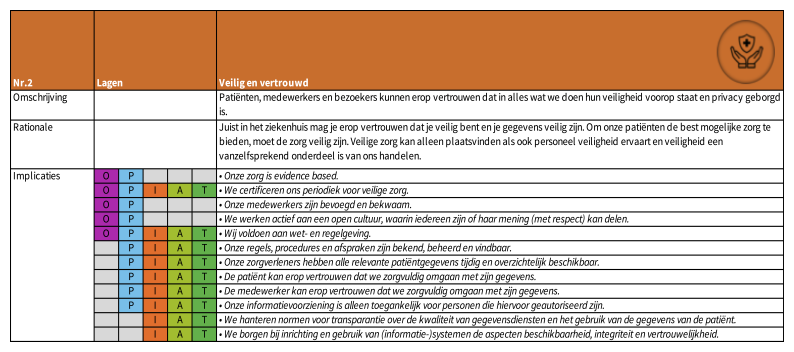 Nr.2 Lagen Veilig en vertrouwd
Omschrijving Patiënten, medewerkers en bezoekers kunnen erop vertrouwen dat in alles wat we doen hun veiligheid voorop staat en privacy geborgd
is.
Rationale Juist in het ziekenhuis mag je erop vertrouwen dat je veilig bent en je gegevens veilig zijn. Om onze patiënten de best mogelijke zorg te
bieden, moet de zorg veilig zijn. Veilige zorg kan alleen plaatsvinden als ook personeel veiligheid ervaart en veiligheid een
vanzelfsprekend onderdeel is van ons handelen.
Implicaties O P • Onze zorg is evidence based.
O P I A T • We certificeren ons periodiek voor veilige zorg.
O P • Onze medewerkers zijn bevoegd en bekwaam.
O P • We werken actief aan een open cultuur, waarin iedereen zijn of haar mening (met respect) kan delen.
O P I A T • Wij voldoen aan wet- en regelgeving.
P I A T • Onze regels, procedures en afspraken zijn bekend, beheerd en vindbaar.
P I A T • Onze zorgverleners hebben alle relevante patiëntgegevens tijdig en overzichtelijk beschikbaar.
P I A T • De patiënt kan erop vertrouwen dat we zorgvuldig omgaan met zijn gegevens.
P I A T • De medewerker kan erop vertrouwen dat we zorgvuldig omgaan met zijn gegevens.
P I A T • Onze informatievoorziening is alleen toegankelijk voor personen die hiervoor geautoriseerd zijn.
I A T • We hanteren normen voor transparantie over de kwaliteit van gegevensdiensten en het gebruik van de gegevens van de patiënt.
I A T • We borgen bij inrichting en gebruik van (informatie-)systemen de aspecten beschikbaarheid, integriteit en vertrouwelijkheid.